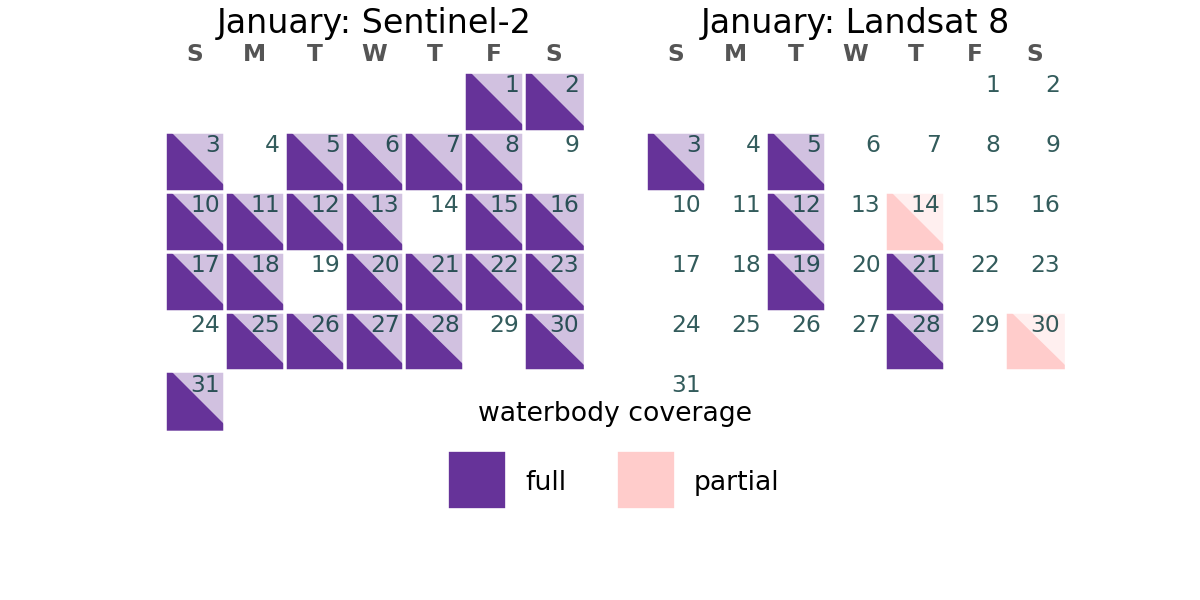 January: Sentinel-2
S M T W T F S
1 2
3 4 5 6 7 8 9
10 11 12 13 14 15 16
17 18 19 20 21 22 23
24 25 26 27 28 29 30
31
January: Landsat 8
S M T W T F S
1 2
3 4 5 6 7 8 9
10 11 12 13 14 15 16
17 18 19 20 21 22 23
24 25 26 27 28 29 30
31
waterbody coverage
full partial